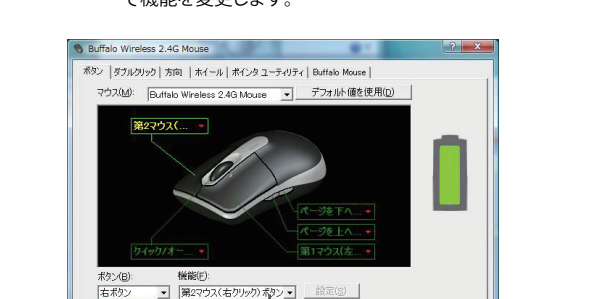 で機能を変更します。
Buffalo Wireless 2.4G Mouse
ボタン ダブルクリック 方向 ホイール ポインタ ユーティリティ Buffalo Mouse
マウス(M): Buffalo Wireless 2.4G Mouse デフォルト値を使用(D)
第2マウス(...
ページを下へ...
ページを上へ...
クイック/オー... 第1マウス(左...
ボタン(B): 機能(F):
右ボタン 第2マウス(右クリック)ボタン 設定(S)